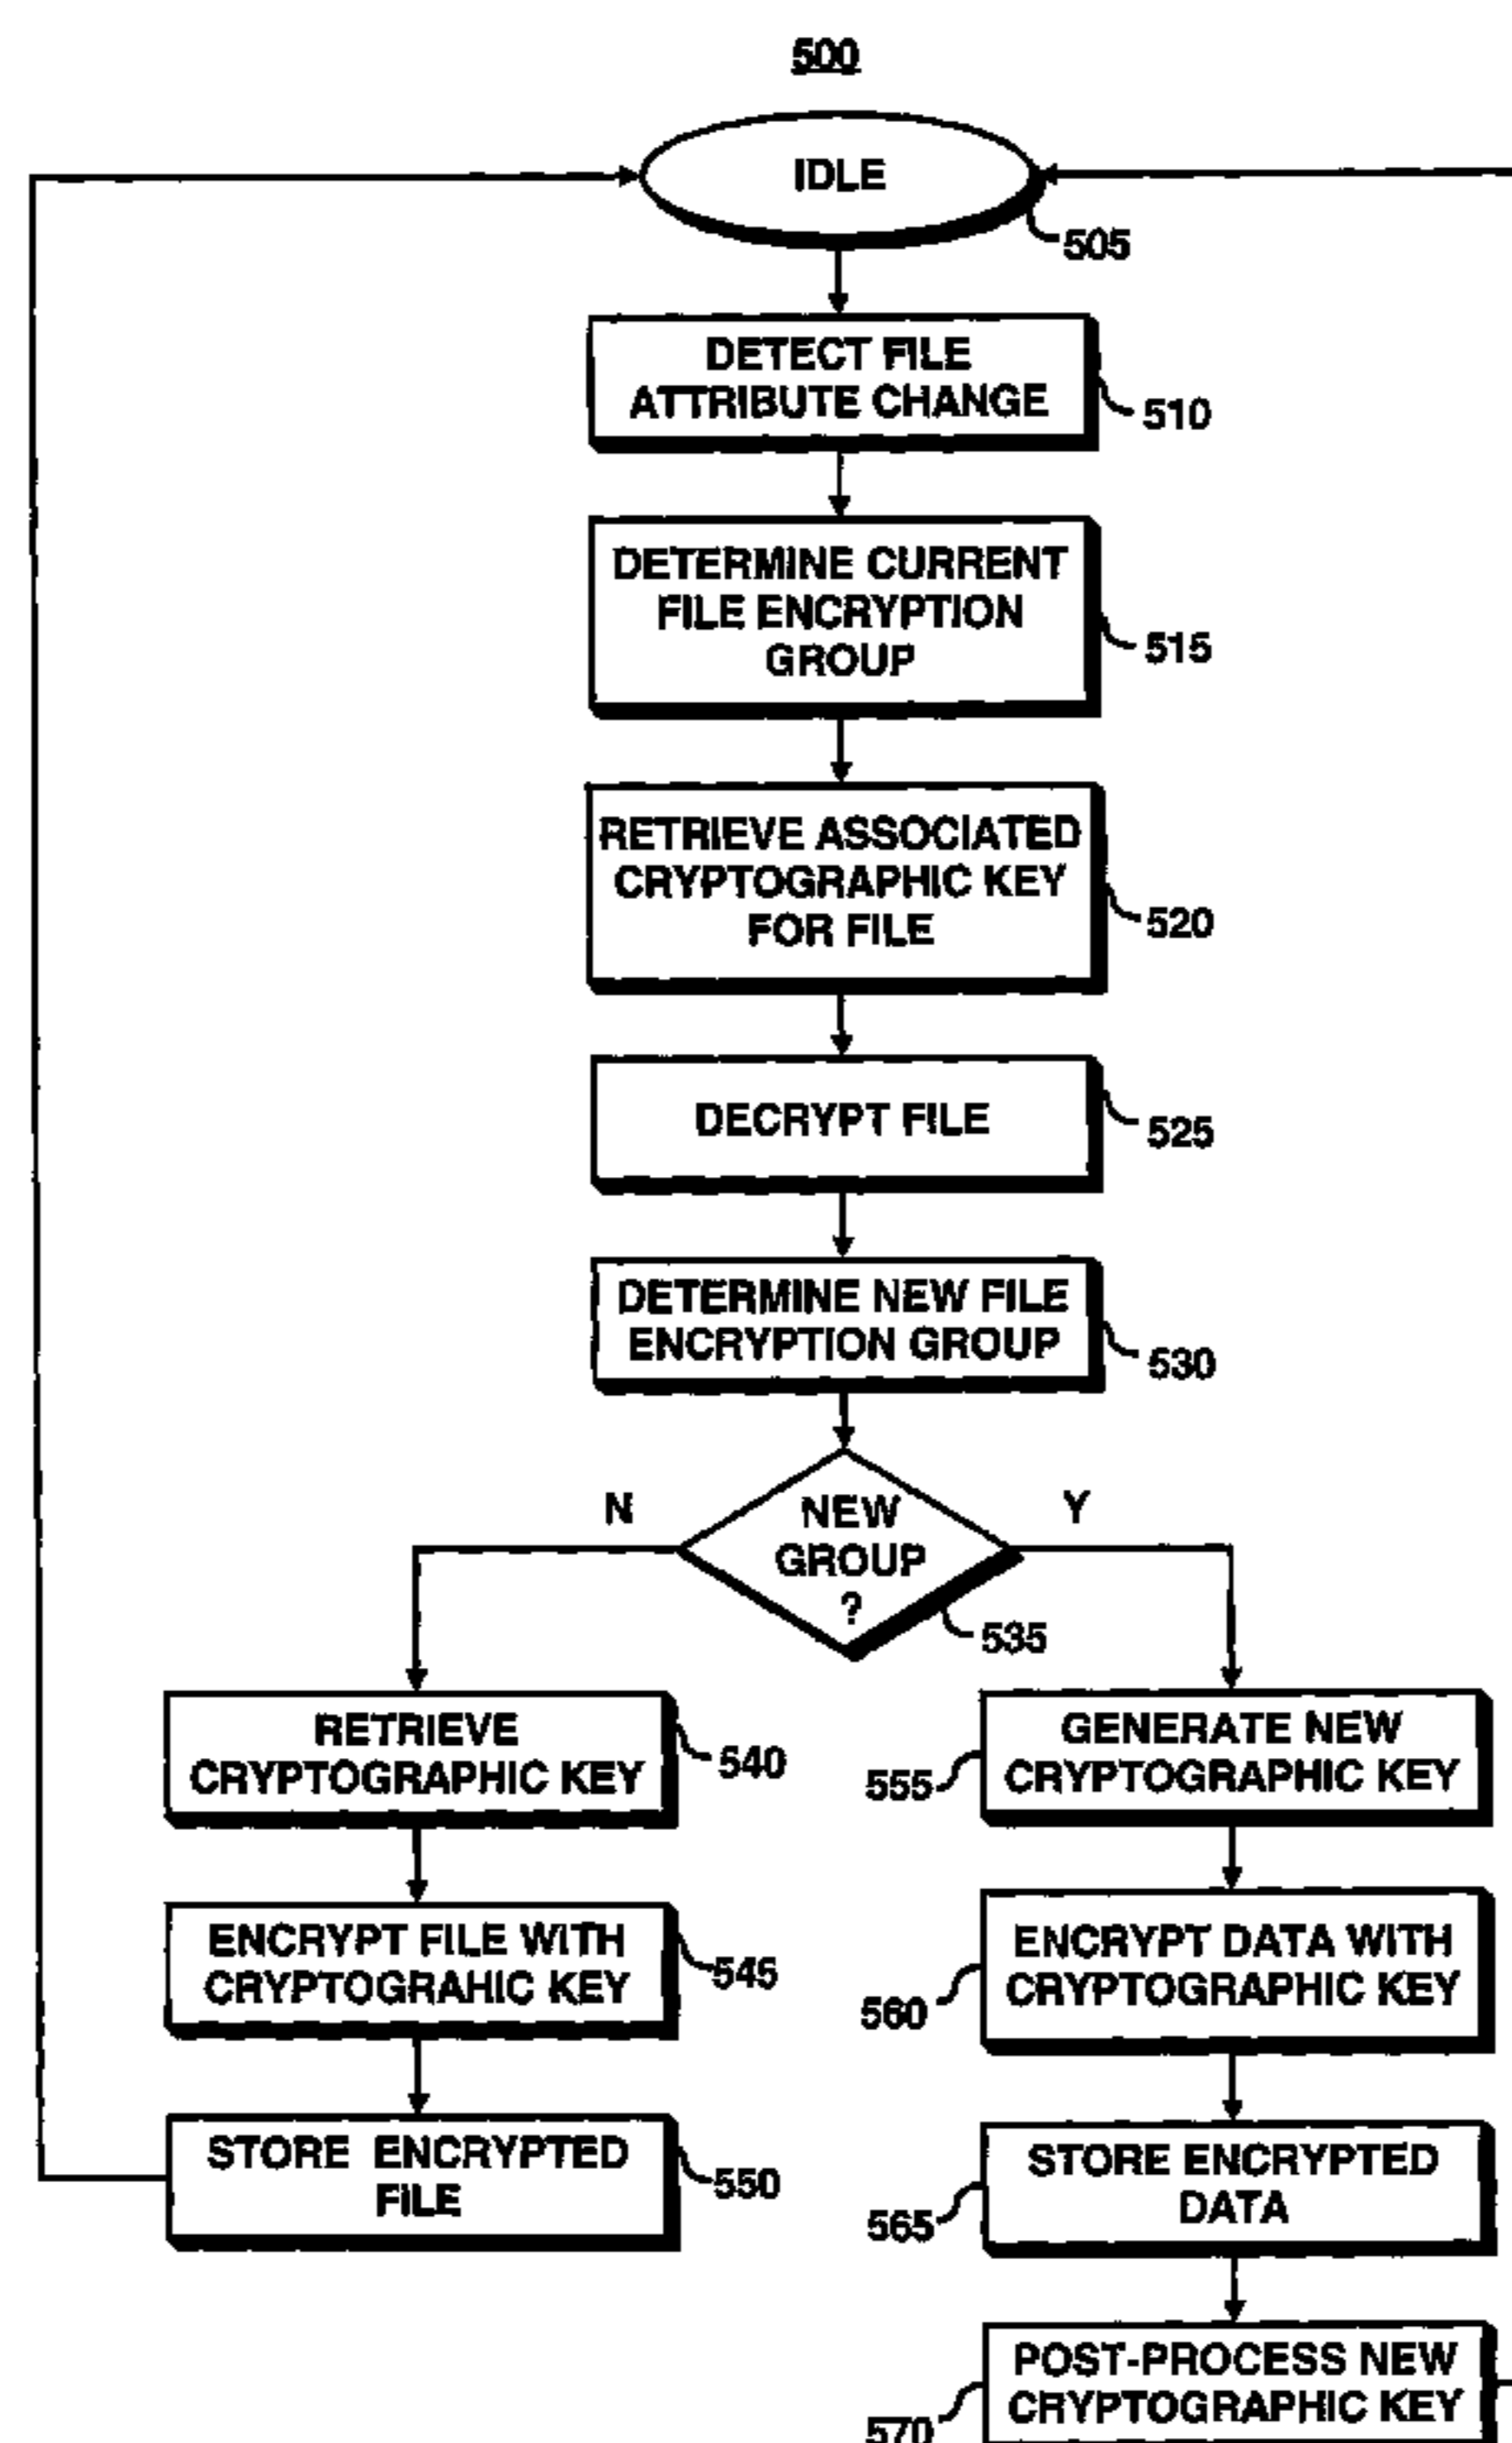 500
IDLE
505
DETECT FILE
ATTRIBUTE CHANGE
510
DETERMINE CURRENT
FILE ENCRYPTION
GROUP
515
RETRIEVE ASSOCIATED
CRYPTOGRAPHIC KEY
FOR FILE
520
DECRYPT FILE
525
DETERMINE NEW FILE
ENCRYPTION GROUP
530
N
NEW
GROUP
?
Y
535
RETRIEVE
CRYPTOGRAPHIC KEY
540
ENCRYPT FILE WITH
CRYPTOGRAHIC KEY
545
STORE ENCRYPTED
FILE
550
GENERATE NEW
CRYPTOGRAPHIC KEY
555
ENCRYPT DATA WITH
CRYPTOGRAPHIC KEY
560
STORE ENCRYPTED
DATA
565
POST-PROCESS NEW
CRYPTOGRAPHIC KEY
570